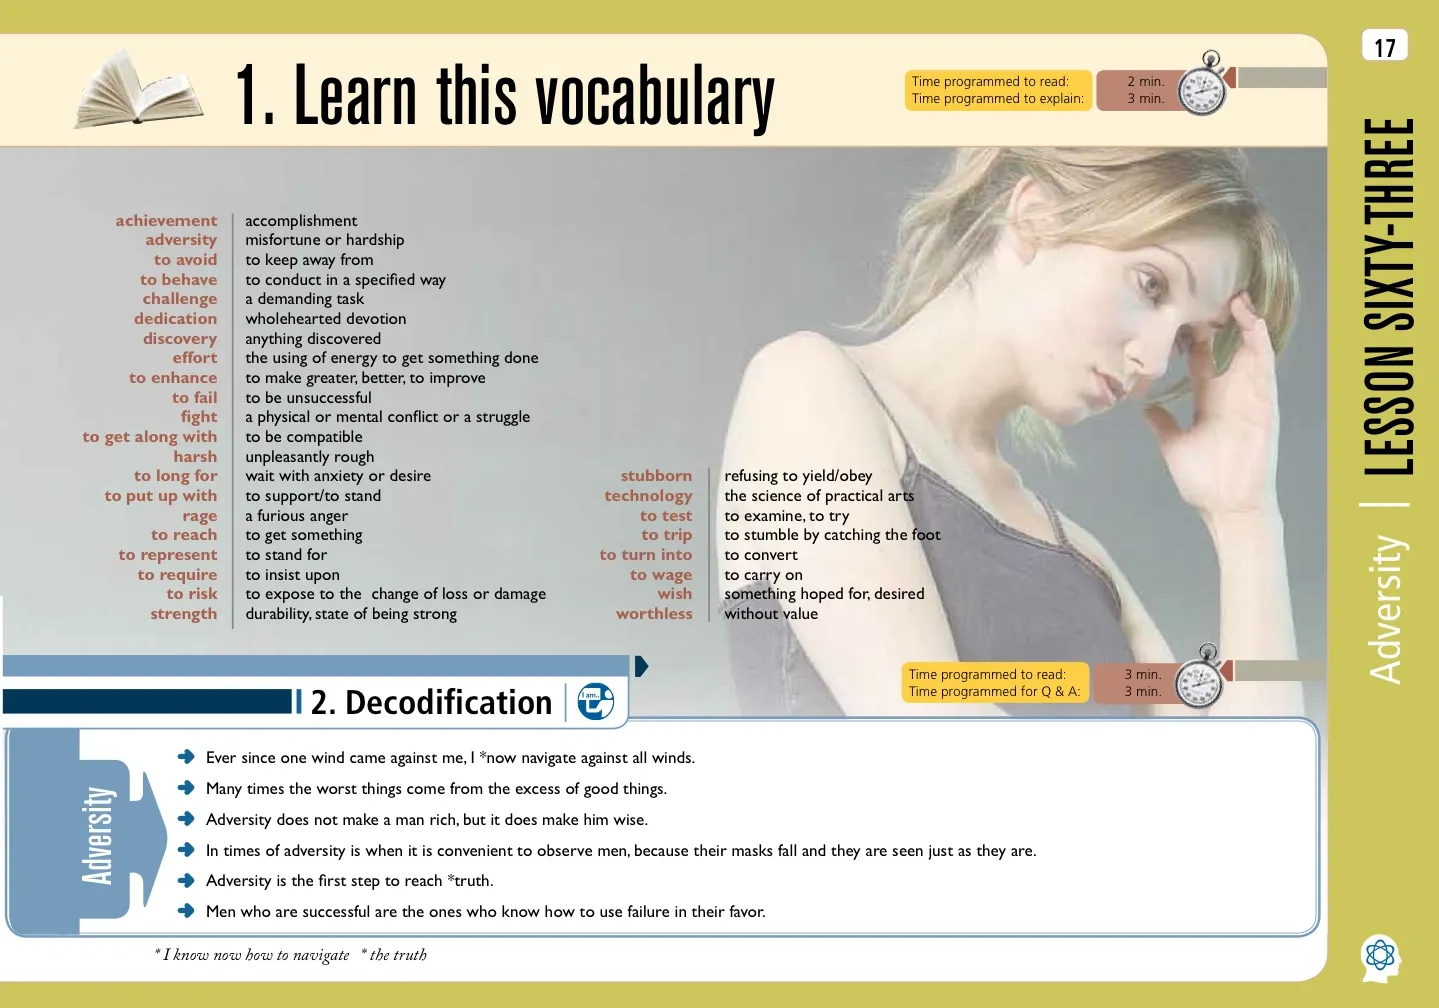 17
1. Learn this vocabulary
Time programmed to read: 2 min.
Time programmed to explain: 3 min.
LESSON SIXTY-THREE
Adversity
achievement accomplishment
adversity misfortune or hardship
to avoid to keep away from
to behave to conduct in a specified way
challenge a demanding task
dedication wholehearted devotion
discovery anything discovered
effort the using of energy to get something done
to enhance to make greater, better, to improve
to fail to be unsuccessful
fight a physical or mental conflict or a struggle
to get along with to be compatible
harsh unpleasantly rough
to long for wait with anxiety or desire
to put up with to support/to stand
rage a furious anger
to reach to get something
to represent to stand for
to require to insist upon
to risk to expose to the change of loss or damage
strength durability, state of being strong
stubborn refusing to yield/obey
technology the science of practical arts
to test to examine, to try
to trip to stumble by catching the foot
to turn into to convert
to wage to carry on
wish something hoped for, desired
worthless without value
2. Decodification
I am...
Time programmed to read: 3 min.
Time programmed for Q & A: 3 min.
Adversity
Ever since one wind came against me, I *now navigate against all winds.
Many times the worst things come from the excess of good things.
Adversity does not make a man rich, but it does make him wise.
In times of adversity is when it is convenient to observe men, because their masks fall and they are seen just as they are.
Adversity is the first step to reach *truth.
Men who are successful are the ones who know how to use failure in their favor.
* I know now how to navigate * the truth